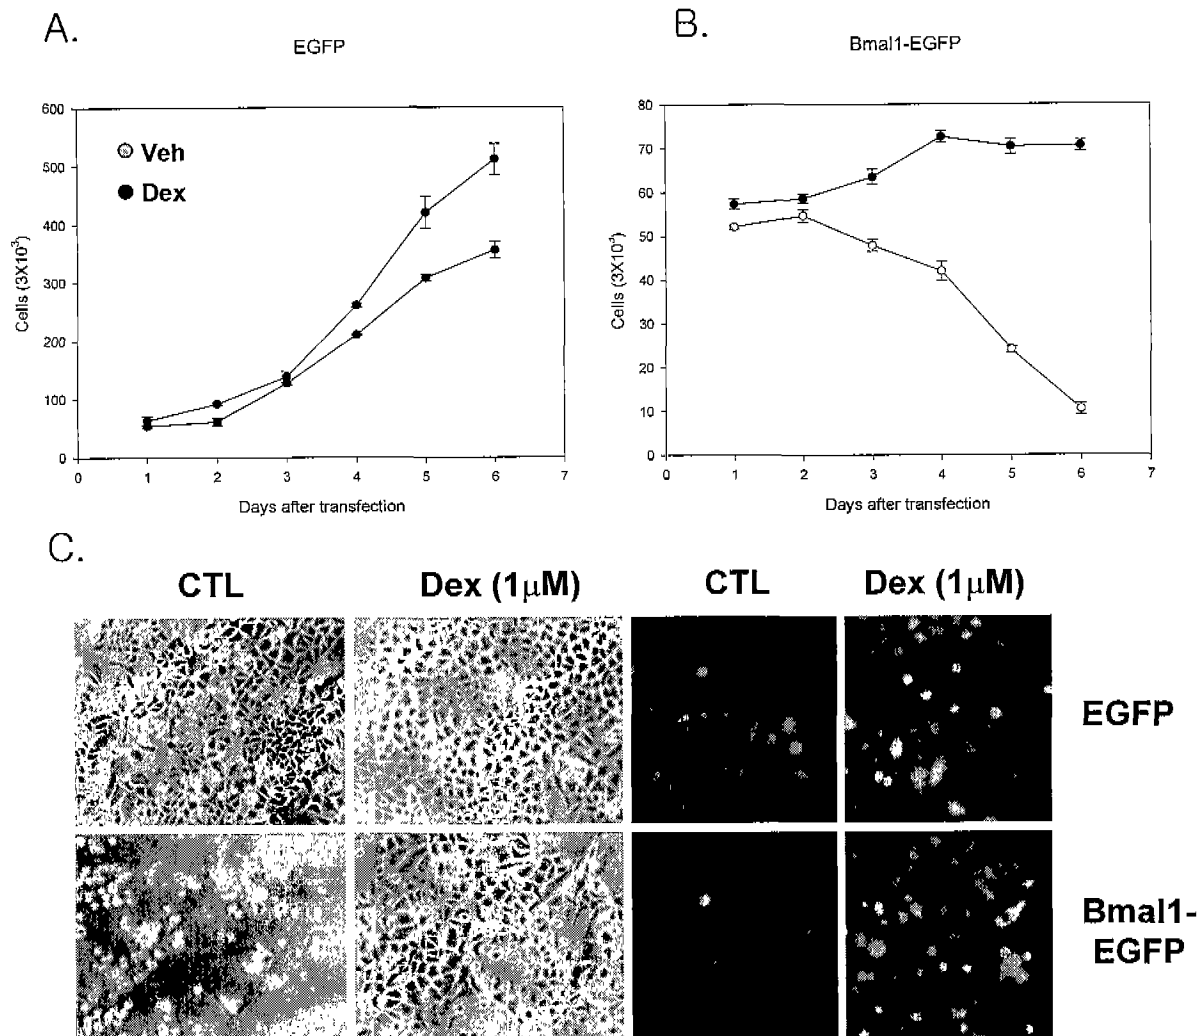 A.
EGFP
600
500
400
300
200
100
0
Cells (3X10³)
Veh
Dex
0 1 2 3 4 5 6 7
Days after transfection
B.
Bmal1-EGFP
80
70
60
50
40
30
20
10
0
Cells (3X10³)
0 1 2 3 4 5 6 7
Days after transfection
C.
CTL Dex (1μM) CTL Dex (1μM)
EGFP
Bmal1-
EGFP